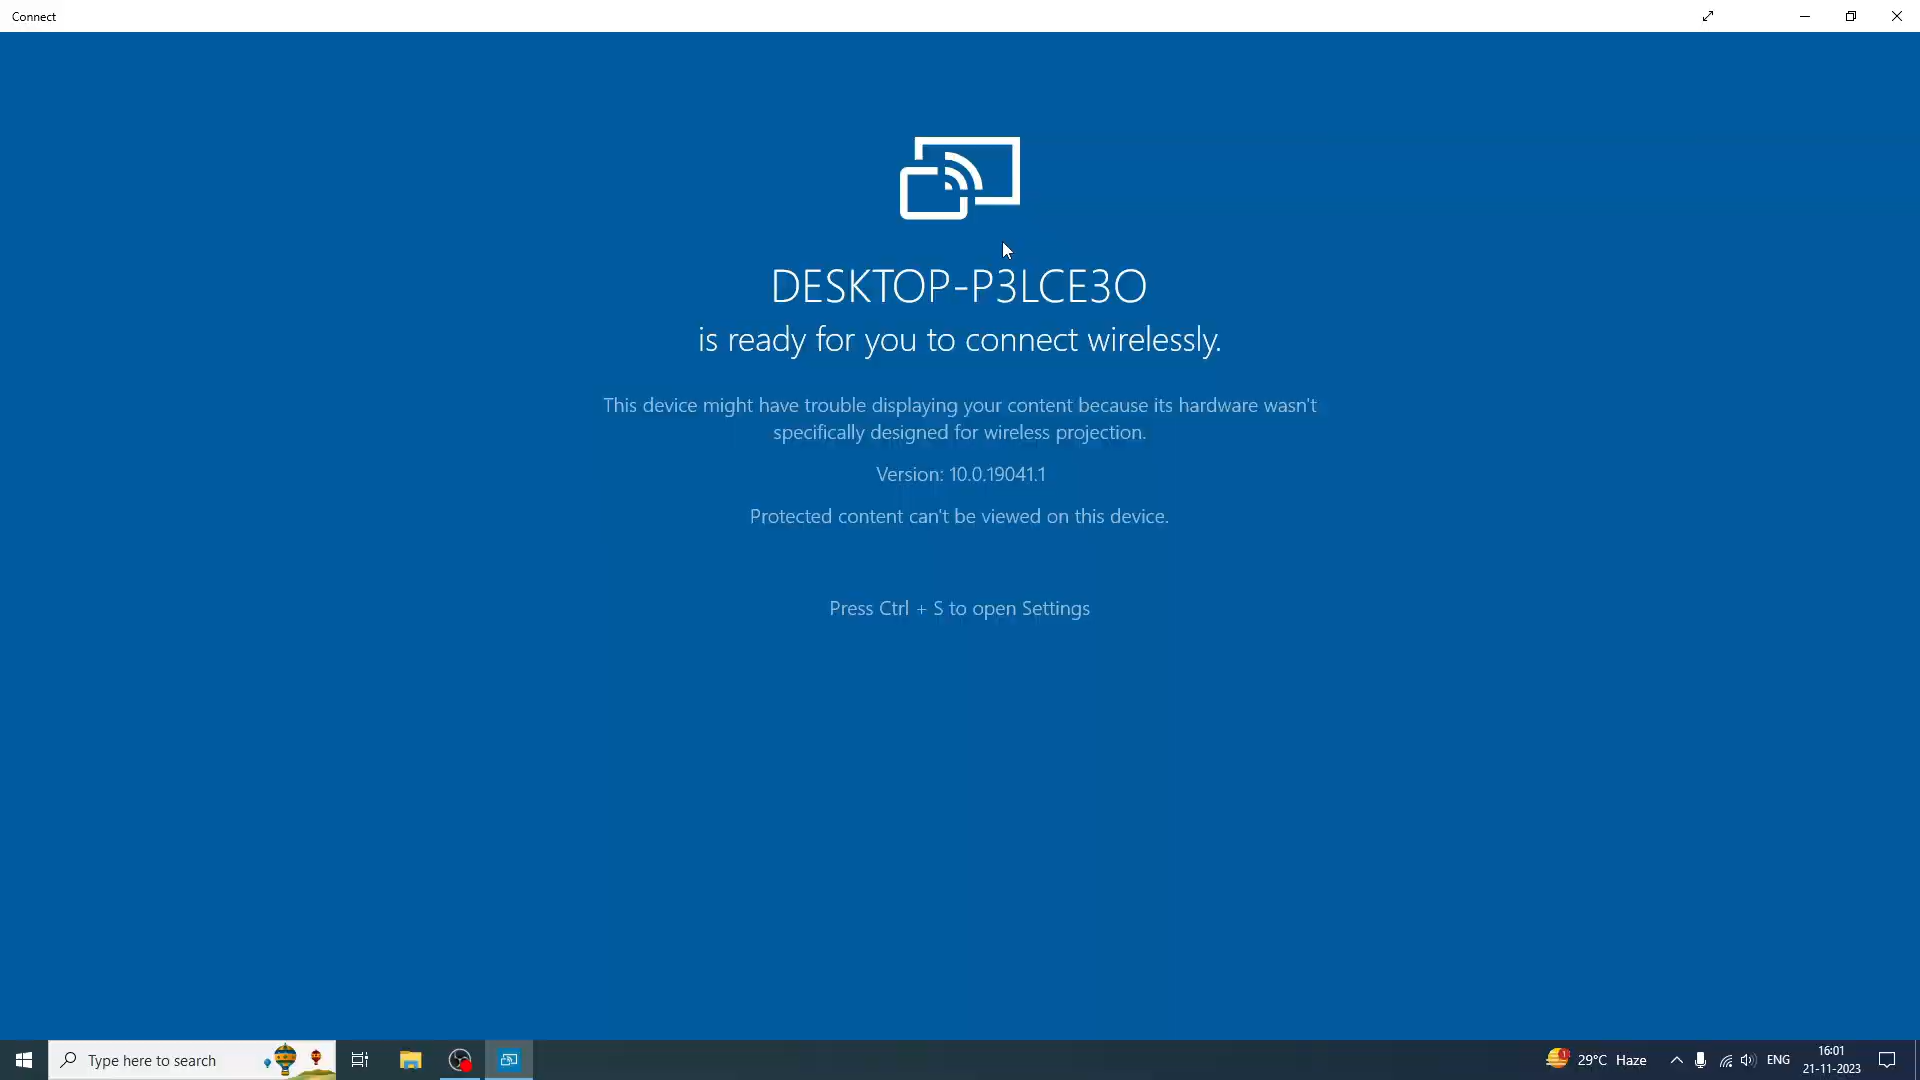 Connect
DESKTOP-P3LCE3O
is ready for you to connect wirelessly.
This device might have trouble displaying your content because its hardware wasn't
specifically designed for wireless projection.
Version: 10.0.19041.1
Protected content can't be viewed on this device.
Press Ctrl + S to open Settings
Type here to search
1
29°C Haze
ENG
16:01
21-11-2023